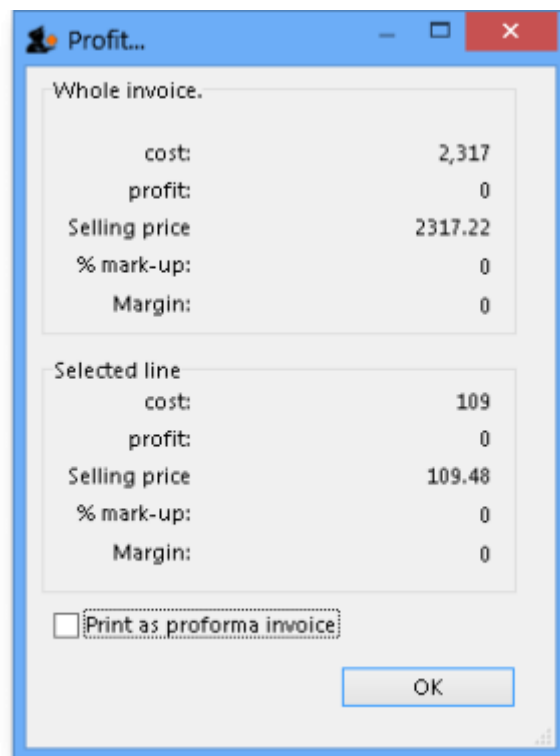 Profit...
Whole invoice.
cost: 2,317
profit: 0
Selling price 2317.22
% mark-up: 0
Margin: 0
Selected line
cost: 109
profit: 0
Selling price 109.48
% mark-up: 0
Margin: 0
Print as proforma invoice
OK